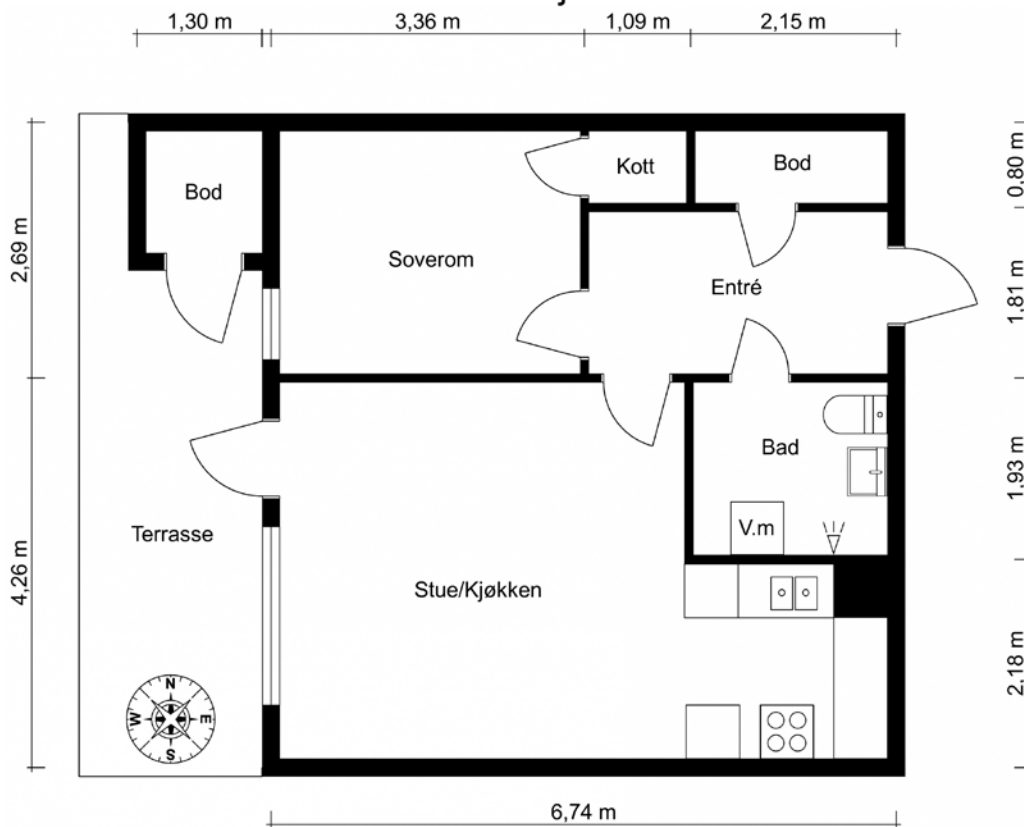 1,30 m
3,36 m
1,09 m
2,15 m
Bod
Kott
Bod
0,80 m
2,69 m
Soverom
Entré
1,81 m
Bad
1,93 m
Terrasse
V.m
4,26 m
Stue/Kjøkken
2,18 m
N
W
E
S
6,74 m